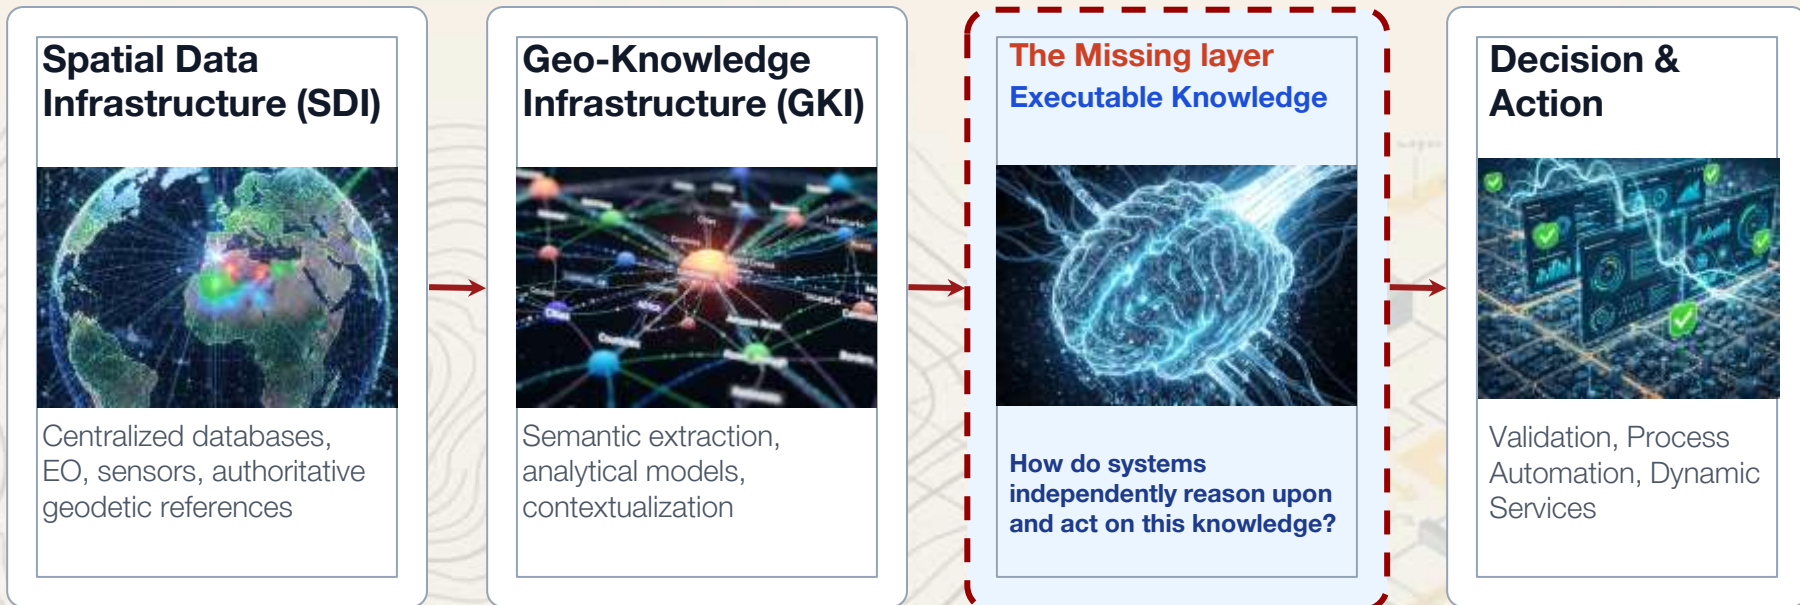 Spatial Data
Infrastructure (SDI)
Centralized databases,
EO, sensors, authoritative
geodetic references
Geo-Knowledge
Infrastructure (GKI)
Cities
Countries
Semantic extraction,
analytical models,
contextualization
The Missing layer
Executable Knowledge
How do systems
independently reason upon
and act on this knowledge?
Decision &
Action
Validation, Process
Automation, Dynamic
Services